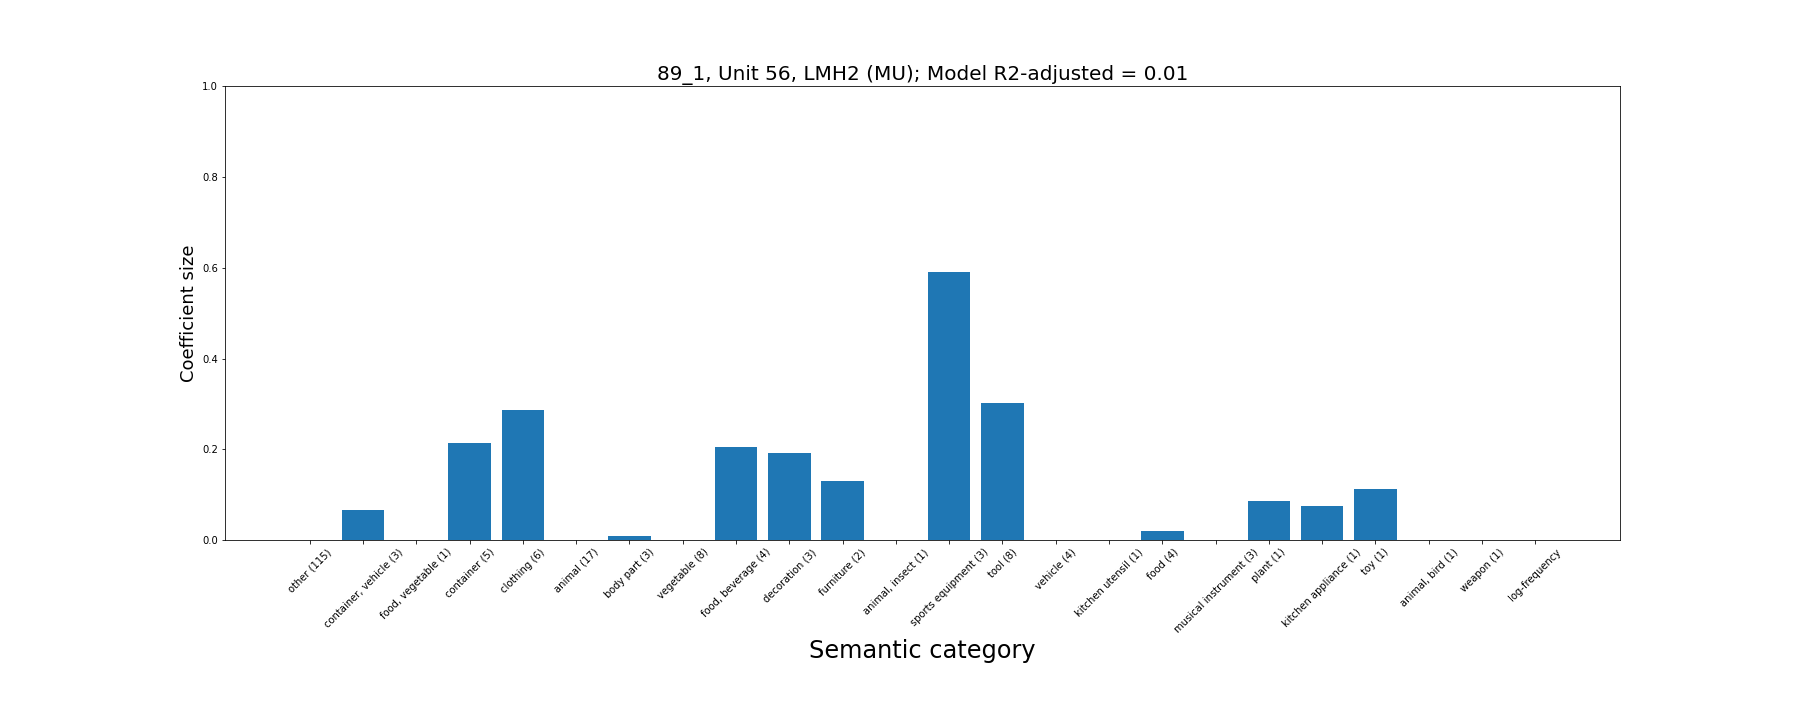 89_1, Unit 56, LMH2 (MU); Model R2-adjusted = 0.01
Coefficient size
1.0
0.8
0.6
0.4
0.2
0.0
other (115)
container, vehicle (3)
food, vegetable (1)
container (5)
clothing (6)
animal (17)
body part (3)
vegetable (8)
food, beverage (4)
decoration (3)
furniture (2)
animal, insect (1)
sports equipment (3)
tool (8)
vehicle (4)
kitchen utensil (1)
food (4)
musical instrument (3)
plant (1)
kitchen appliance (1)
toy (1)
animal, bird (1)
weapon (1)
log-frequency
Semantic category